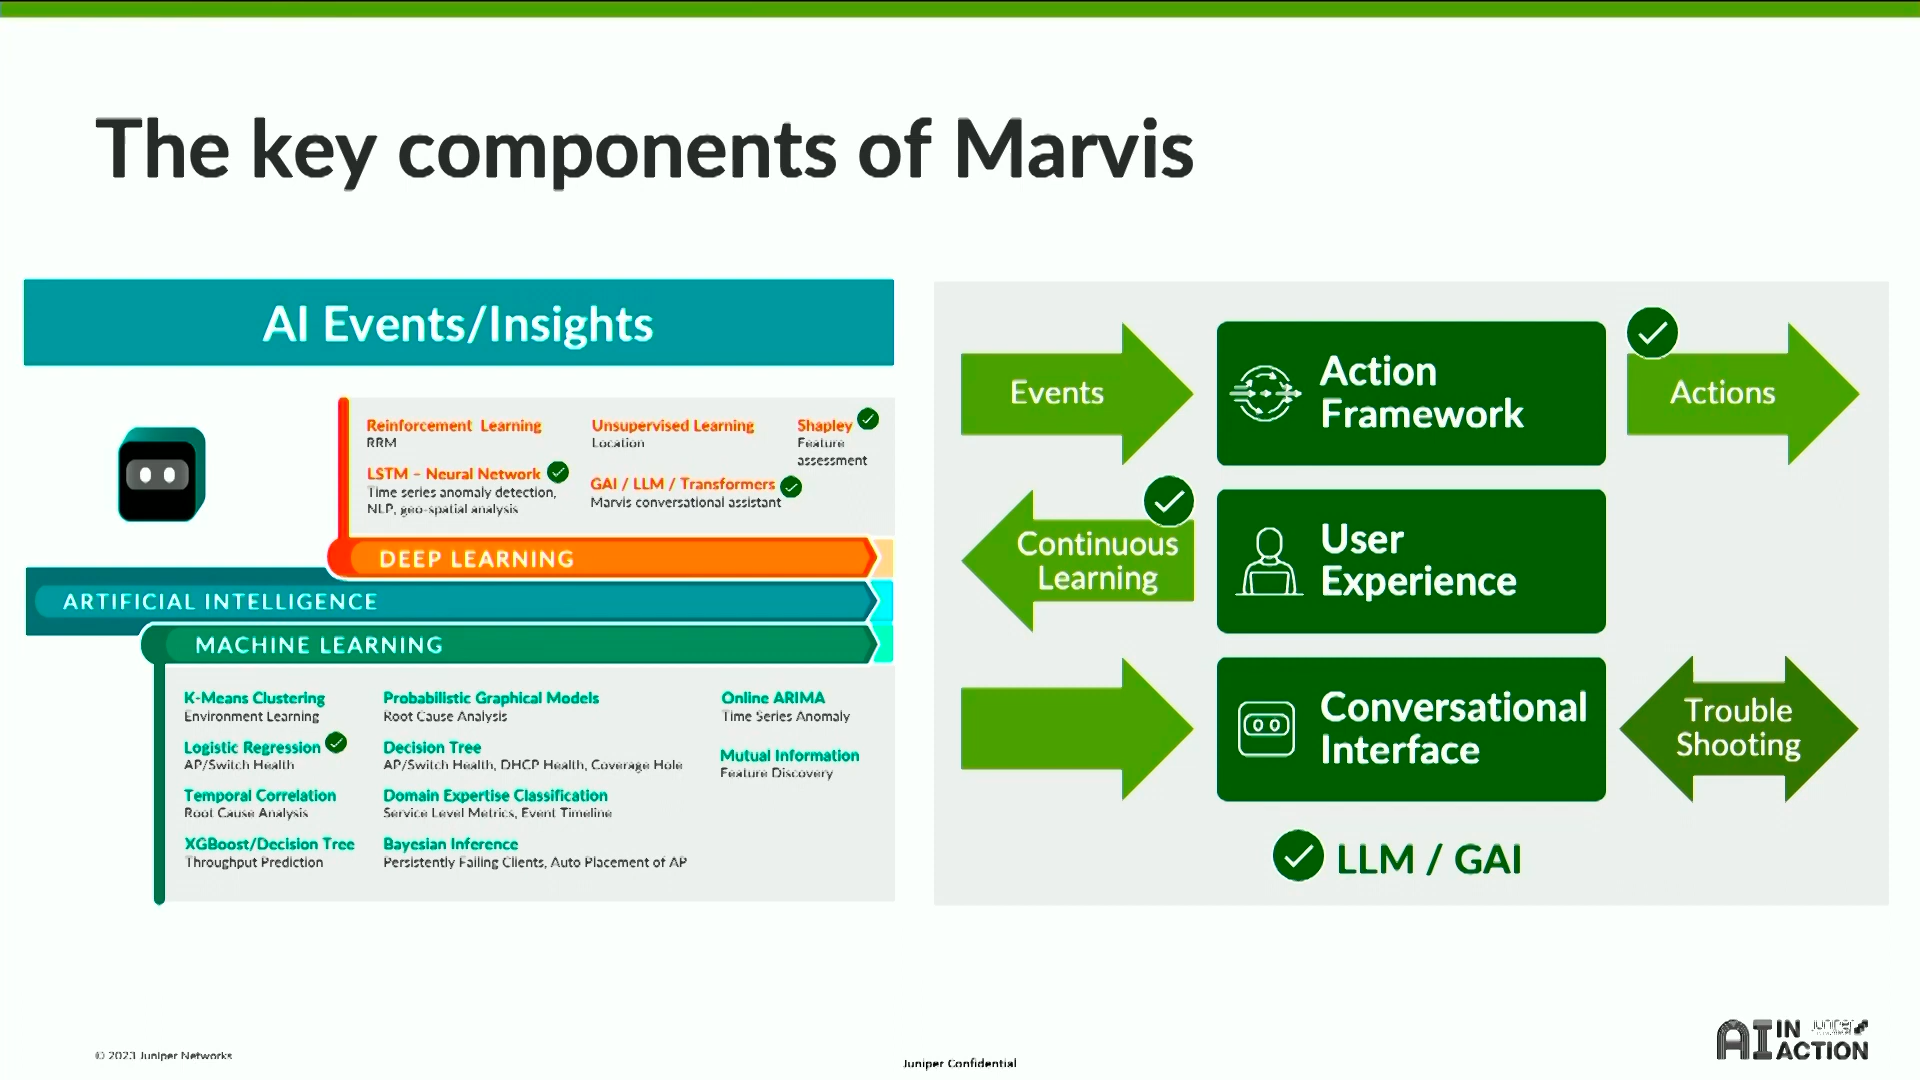 The key components of Marvis
AI Events/Insights
Reinforcement Learning
RRM
LSTM – Neural Network
Time series anomaly detection,
NLP, geo-spatial analysis
Unsupervised Learning
Location
GAI / LLM / Transformers
Marvis conversational assistant
Shapley
Feature
assessment
DEEP LEARNING
ARTIFICIAL INTELLIGENCE
MACHINE LEARNING
K-Means Clustering
Environment Learning
Logistic Regression
AP/Switch Health
Temporal Correlation
Root Cause Analysis
XGBoost/Decision Tree
Throughput Prediction
Probabilistic Graphical Models
Root Cause Analysis
Decision Tree
AP/Switch Health, DHCP Health, Coverage Hole
Domain Expertise Classification
Service Level Metrics, Event Timeline
Bayesian Inference
Persistently Failing Clients, Auto Placement of AP
Online ARIMA
Time Series Anomaly
Mutual Information
Feature Discovery
Events
Action
Framework
Actions
Continuous
Learning
User
Experience
Conversational
Interface
Trouble
Shooting
LLM / GAI
© 2023 Juniper Networks
Juniper Confidential
AI IN
ACTION
juniper